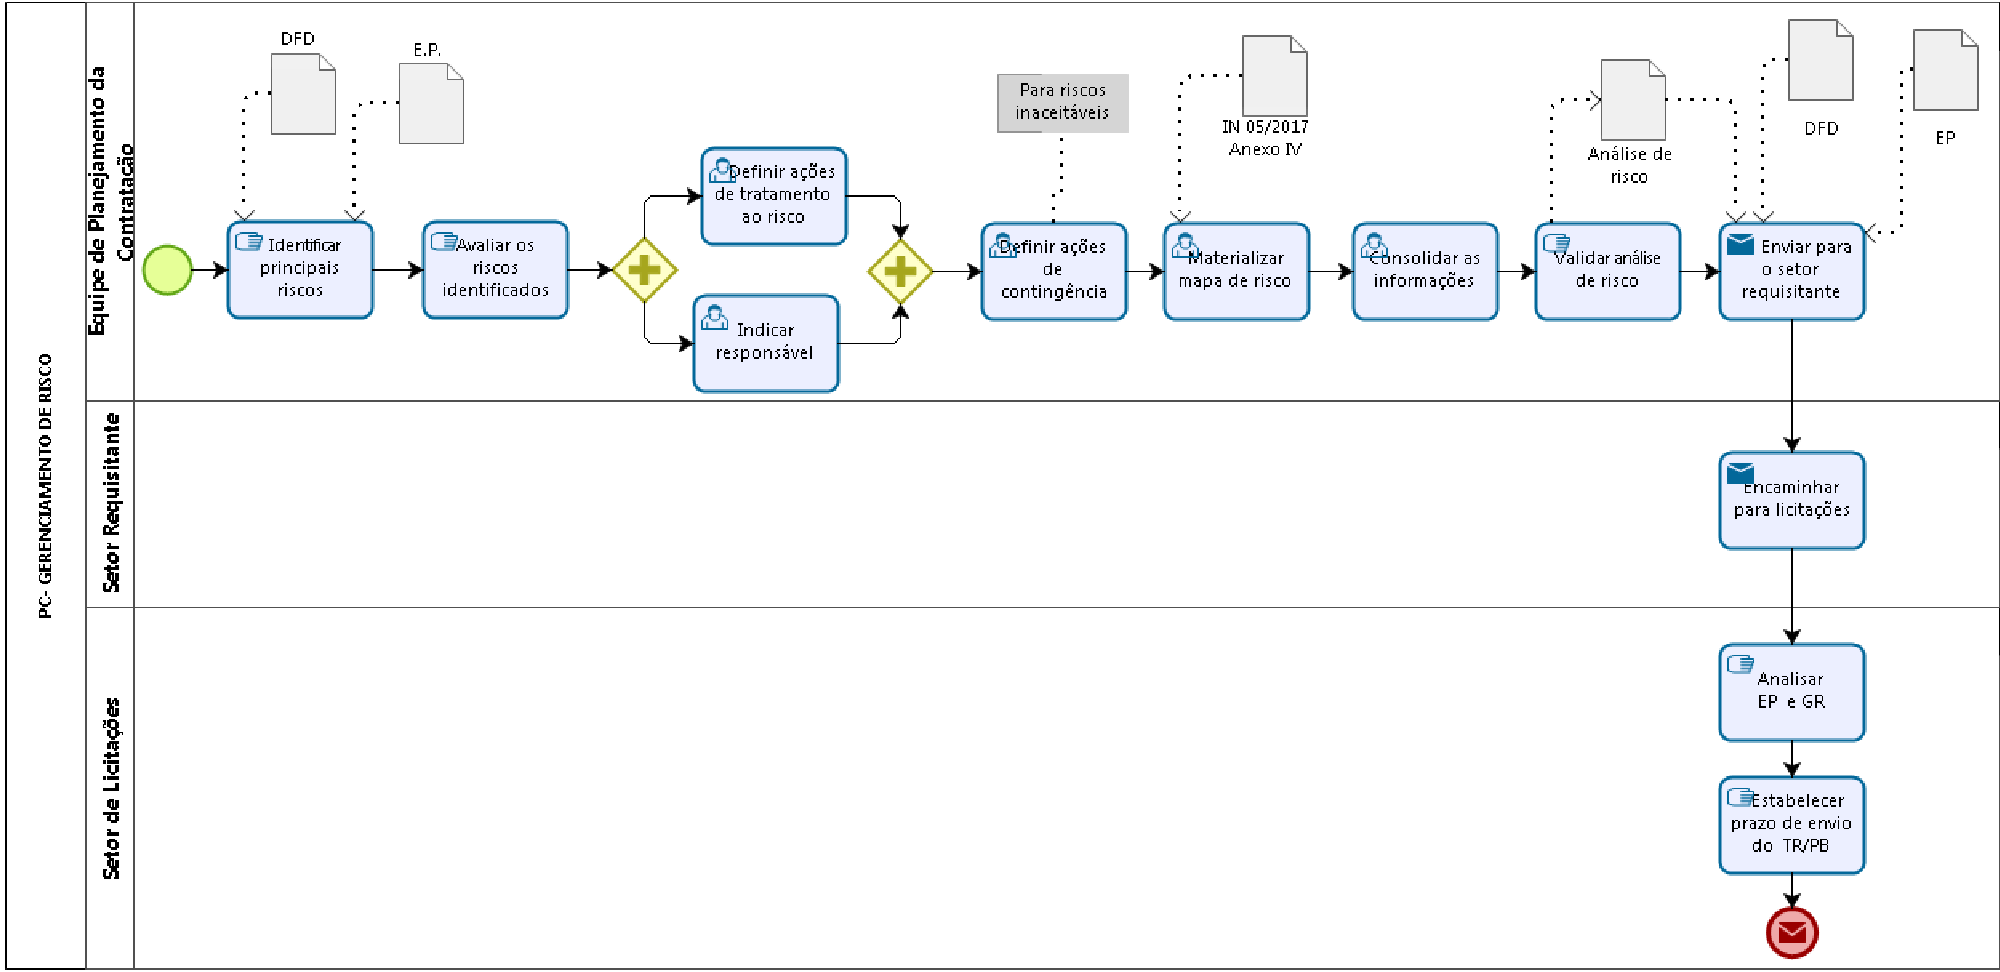 PC- GERENCIAMENTO DE RISCO
Equipe de Planejamento da
Contratação
DFD
E.P.
Identificar
principais
riscos
Avaliar os
riscos
identificados
Definir ações
de tratamento
ao risco
Indicar
responsável
Para riscos
inaceitáveis
Definir ações
de
contingência
IN 05/2017
Anexo IV
Materializar
mapa de risco
Consolidar as
informações
Análise de
risco
Validar análise
de risco
DFD
EP
Enviar para
o setor
requisitante
Setor Requisitante
Encaminhar
para licitações
Setor de Licitações
Analisar
EP e GR
Estabelecer
prazo de envio
do TR/PB